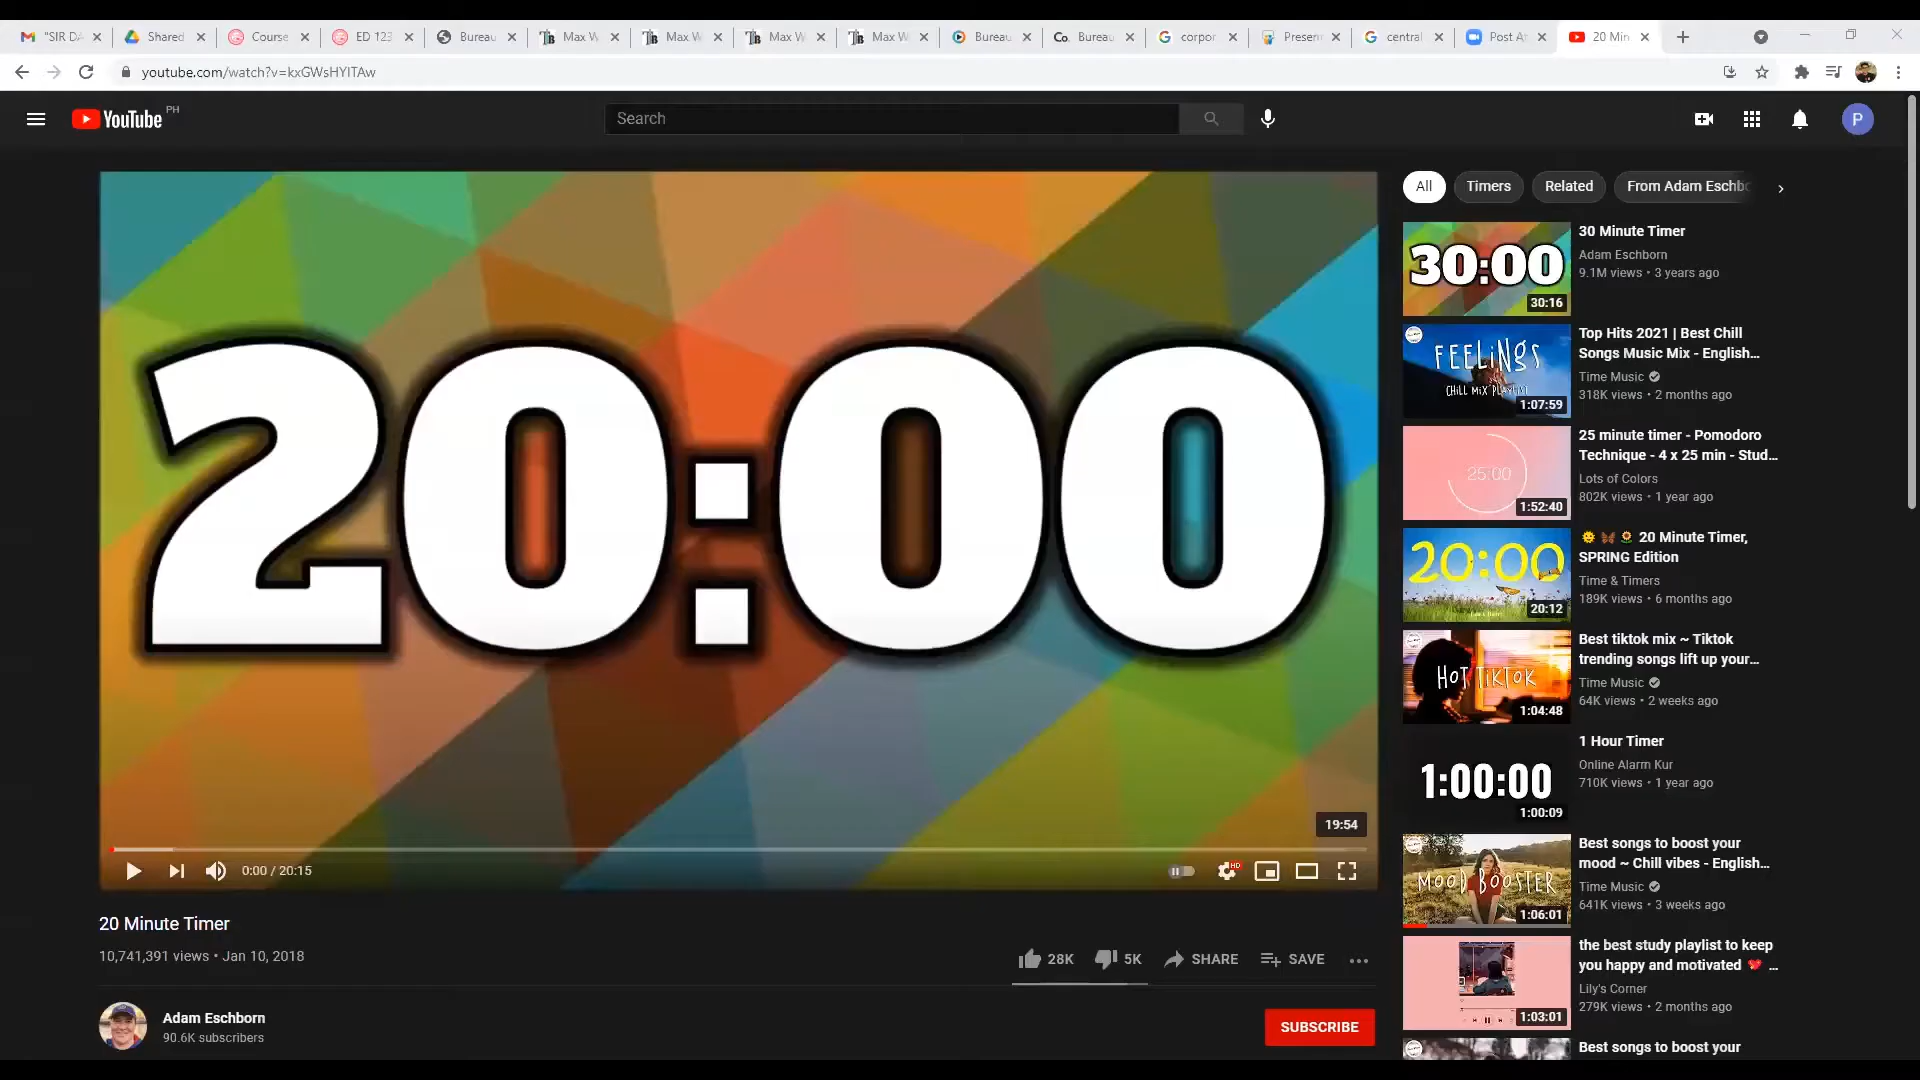 "SIR DA
Shared
Course
ED 123
Bureau
Max W
Max W
Max W
Max W
Bureau
Bureau
corpor
Presen
central
Post A
20 Min
youtube.com/watch?v=kxGWsHYITAw
YouTube PH
Search
P
20:00
19:54
0:00 / 20:15
HD
20 Minute Timer
10,741,391 views • Jan 10, 2018
28K
5K
SHARE
SAVE
Adam Eschborn
90.6K subscribers
SUBSCRIBE
All
Timers
Related
From Adam Eschbo
30:00
30:16
30 Minute Timer
Adam Eschborn
9.1M views • 3 years ago
FEELiNGS
CHiLL MiX PLAYLiST
1:07:59
Top Hits 2021 | Best Chill
Songs Music Mix - English...
Time Music
318K views • 2 months ago
25:00
1:52:40
25 minute timer - Pomodoro
Technique - 4 x 25 min - Stud...
Lots of Colors
802K views • 1 year ago
20:00
20:12
🌞 🦋 🌻 20 Minute Timer,
SPRING Edition
Time & Timers
189K views • 6 months ago
HOT TiKTOK
1:04:48
Best tiktok mix ~ Tiktok
trending songs lift up your...
Time Music
64K views • 2 weeks ago
1:00:00
1:00:09
1 Hour Timer
Online Alarm Kur
710K views • 1 year ago
MOOD BOOSTER
1:06:01
Best songs to boost your
mood ~ Chill vibes - English...
Time Music
641K views • 3 weeks ago
1:03:01
the best study playlist to keep
you happy and motivated 💖 ...
Lily's Corner
279K views • 2 months ago
Best songs to boost your